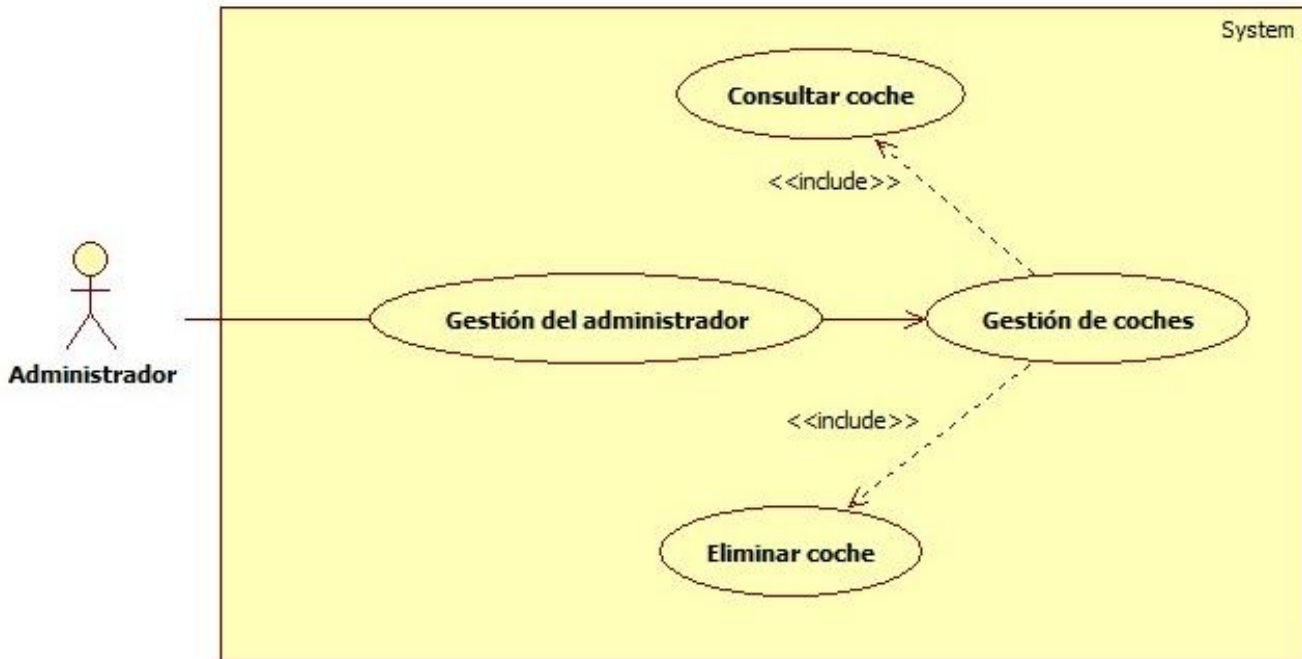 System
Consultar coche
<<include>>
Gestión del administrador
Gestión de coches
Administrador
<<include>>
Eliminar coche